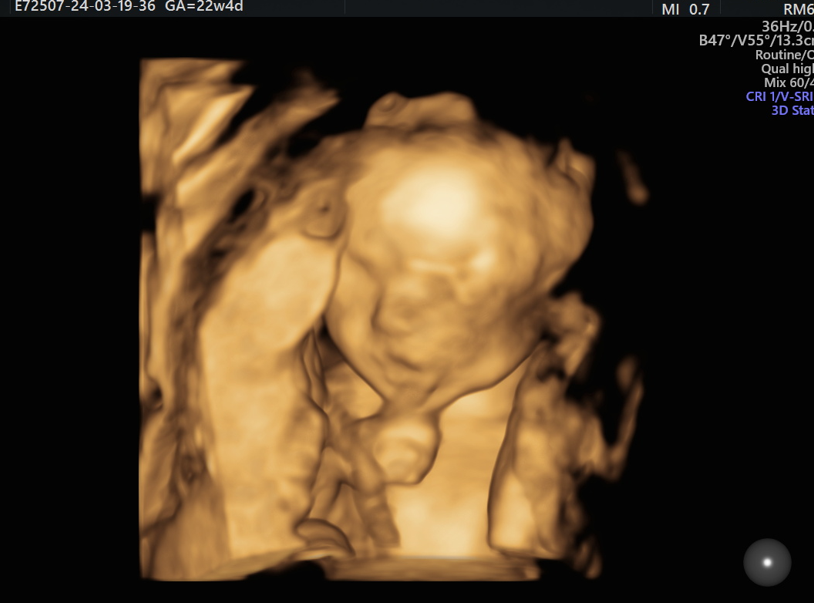 E72507-24-03-19-36 GA=22w4d
MI 0.7
RM6
36Hz/0.
B47°/V55°/13.3c
Routine/
Qual hig
Mix 60/4
CRI 1/V-SRI
3D Stat